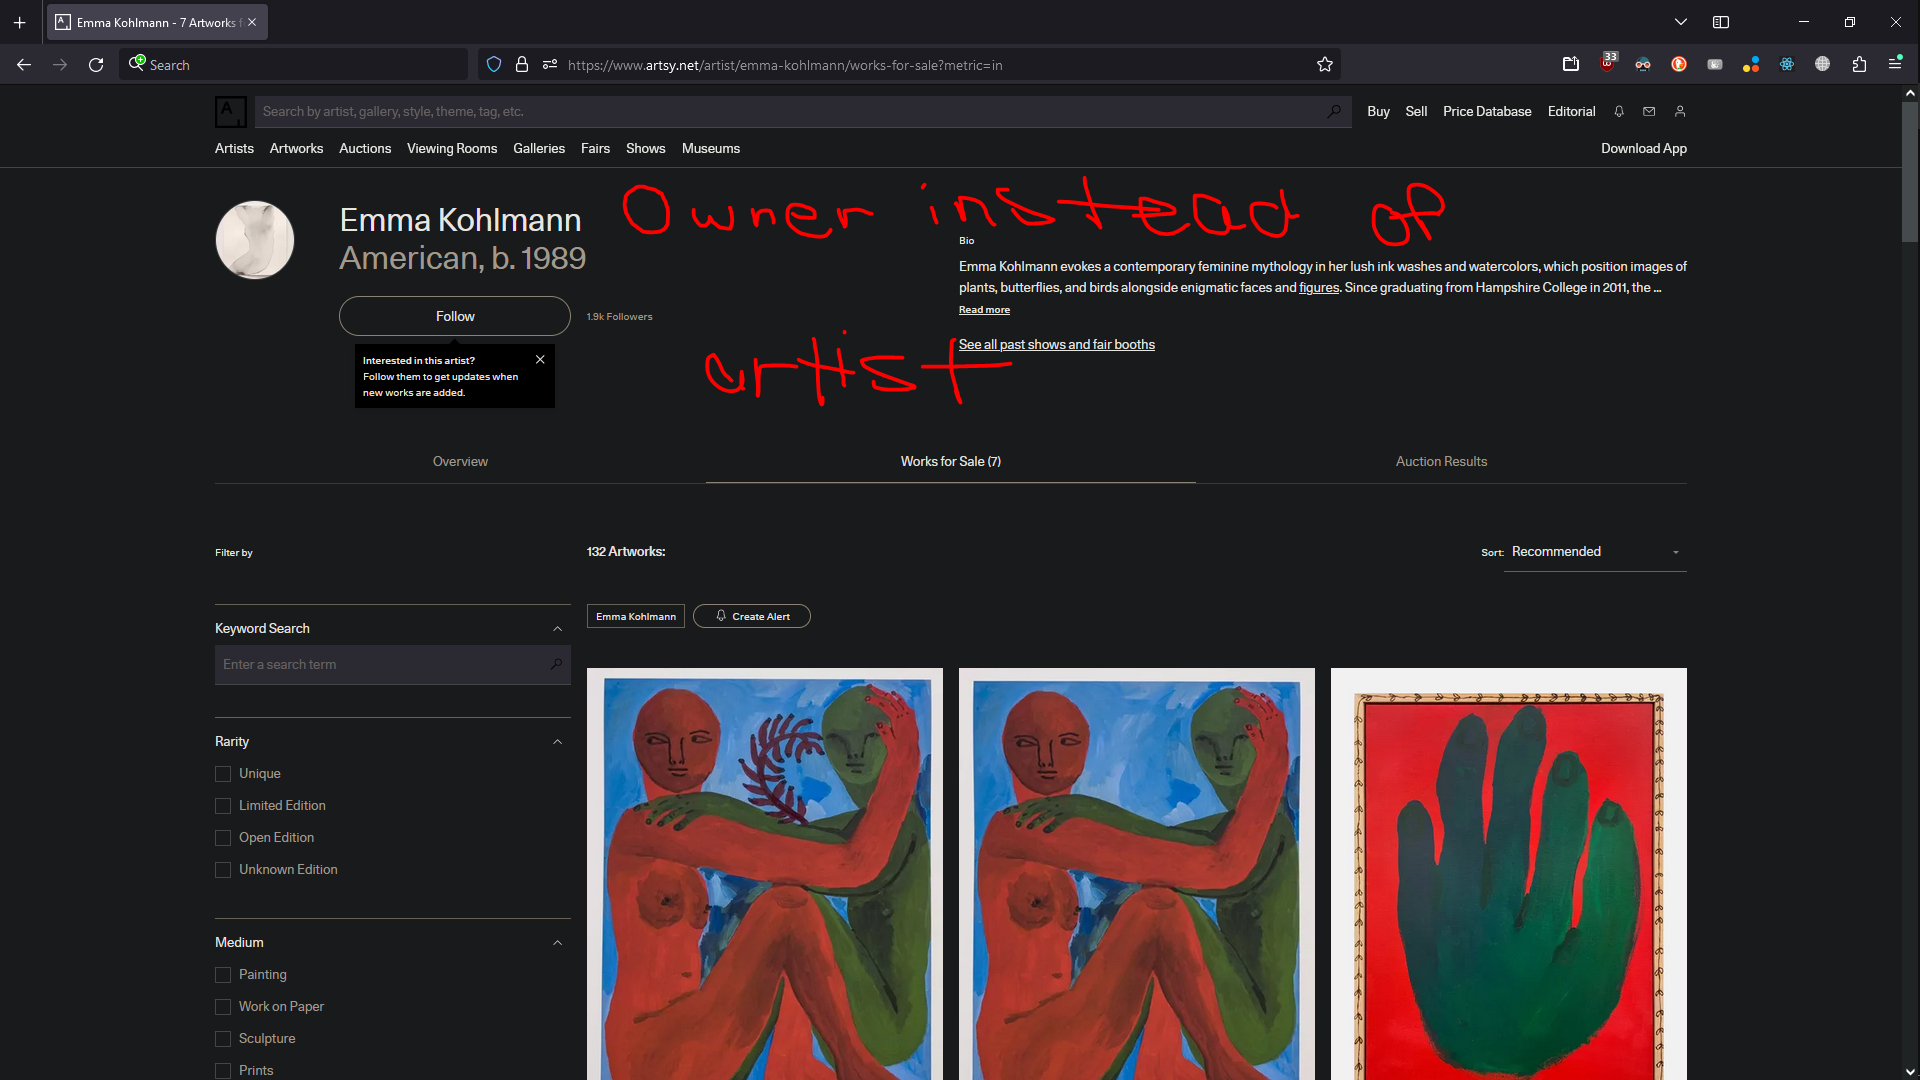 Emma Kohlmann - 7 Artworks f
Search
https://www.artsy.net/artist/emma-kohlmann/works-for-sale?metric=in
33
A
Search by artist, gallery, style, theme, tag, etc.
Buy Sell Price Database Editorial
Artists Artworks Auctions Viewing Rooms Galleries Fairs Shows Museums Download App
Emma Kohlmann
Owner instead of
American, b. 1989
Bio
Emma Kohlmann evokes a contemporary feminine mythology in her lush ink washes and watercolors, which position images of
plants, butterflies, and birds alongside enigmatic faces and figures. Since graduating from Hampshire College in 2011, the ...
Read more
Follow
1.9k Followers
See all past shows and fair booths
artist
Interested in this artist?
Follow them to get updates when
new works are added.
Overview Works for Sale (7) Auction Results
Filter by
132 Artworks:
Sort: Recommended
Emma Kohlmann Create Alert
Keyword Search
Enter a search term
Rarity
Unique
Limited Edition
Open Edition
Unknown Edition
Medium
Painting
Work on Paper
Sculpture
Prints